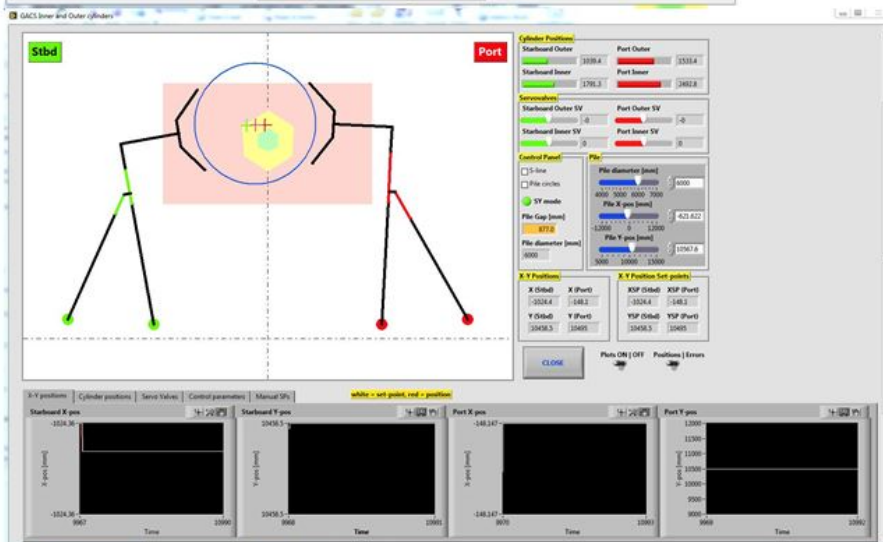 GACS Inner and Outer cylinders
Stbd
Port
Cylinder Positions
Starboard Outer
Port Outer
1039.4
1533.4
Starboard Inner
Port Inner
1791.3
2492.8
Servovalves
Starboard Outer SV
Port Outer SV
-0
-0
Starboard Inner SV
Port Inner SV
0
0
Control Panel
Pile
S-line
Pile circles
SY mode
Pile Gap [mm]
877.0
Pile diameter [mm]
6000
Pile diameter [mm]
6000
4000 5000 6000 7000
Pile X-pos [mm]
-621.622
-12000 0 12000
Pile Y-pos [mm]
10567.6
5000 10000 15000
X-Y Positions
X-Y Position Set-points
X (Stbd) X (Port)
XSP (Stbd) XSP (Port)
-1024.4 -148.1
-1024.4 -148.1
Y (Stbd) Y (Port)
YSP (Stbd) YSP (Port)
10458.5 10495
10458.5 10495
CLOSE
Plots ON | OFF
Positions | Errors
X-Y positions
Cylinder positions
Servo Valves
Control parameters
Manual SPs
white = set-point, red = position
Starboard X-pos
Starboard Y-pos
Port X-pos
Port Y-pos
-1024.36
X-pos [mm]
-1024.36
9967
10990
Time
10458.5
Y-pos [mm]
10458.5
9968
10991
Time
-148.147
X-pos [mm]
-148.147
9970
10993
Time
12000
11500
11000
10500
10000
9500
9000
Y-pos [mm]
9969
10992
Time